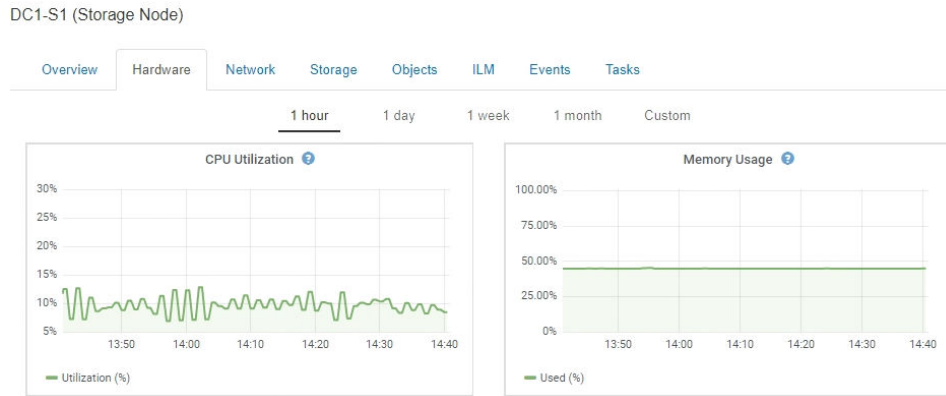 DC1-S1 (Storage Node)
Overview Hardware Network Storage Objects ILM Events Tasks
1 hour 1 day 1 week 1 month Custom
CPU Utilization ?
30%
25%
20%
15%
10%
5%
13:50 14:00 14:10 14:20 14:30 14:40
Utilization (%)
Memory Usage ?
100.00%
75.00%
50.00%
25.00%
0%
13:50 14:00 14:10 14:20 14:30 14:40
Used (%)